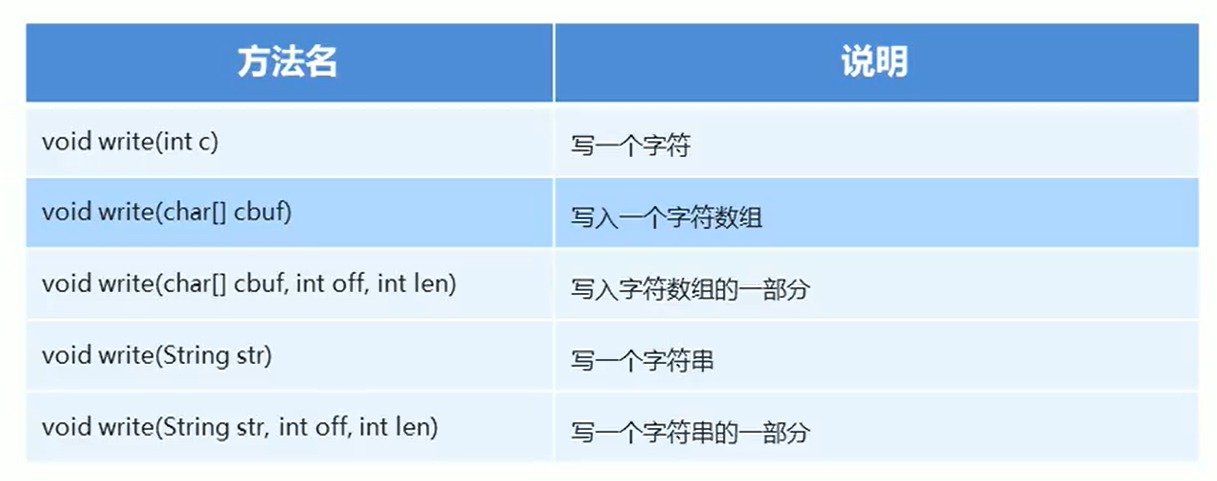 方法名 说明
void write(int c) 写一个字符
void write(char[] cbuf) 写入一个字符数组
void write(char[] cbuf, int off, int len) 写入字符数组的一部分
void write(String str) 写一个字符串
void write(String str, int off, int len) 写一个字符串的一部分